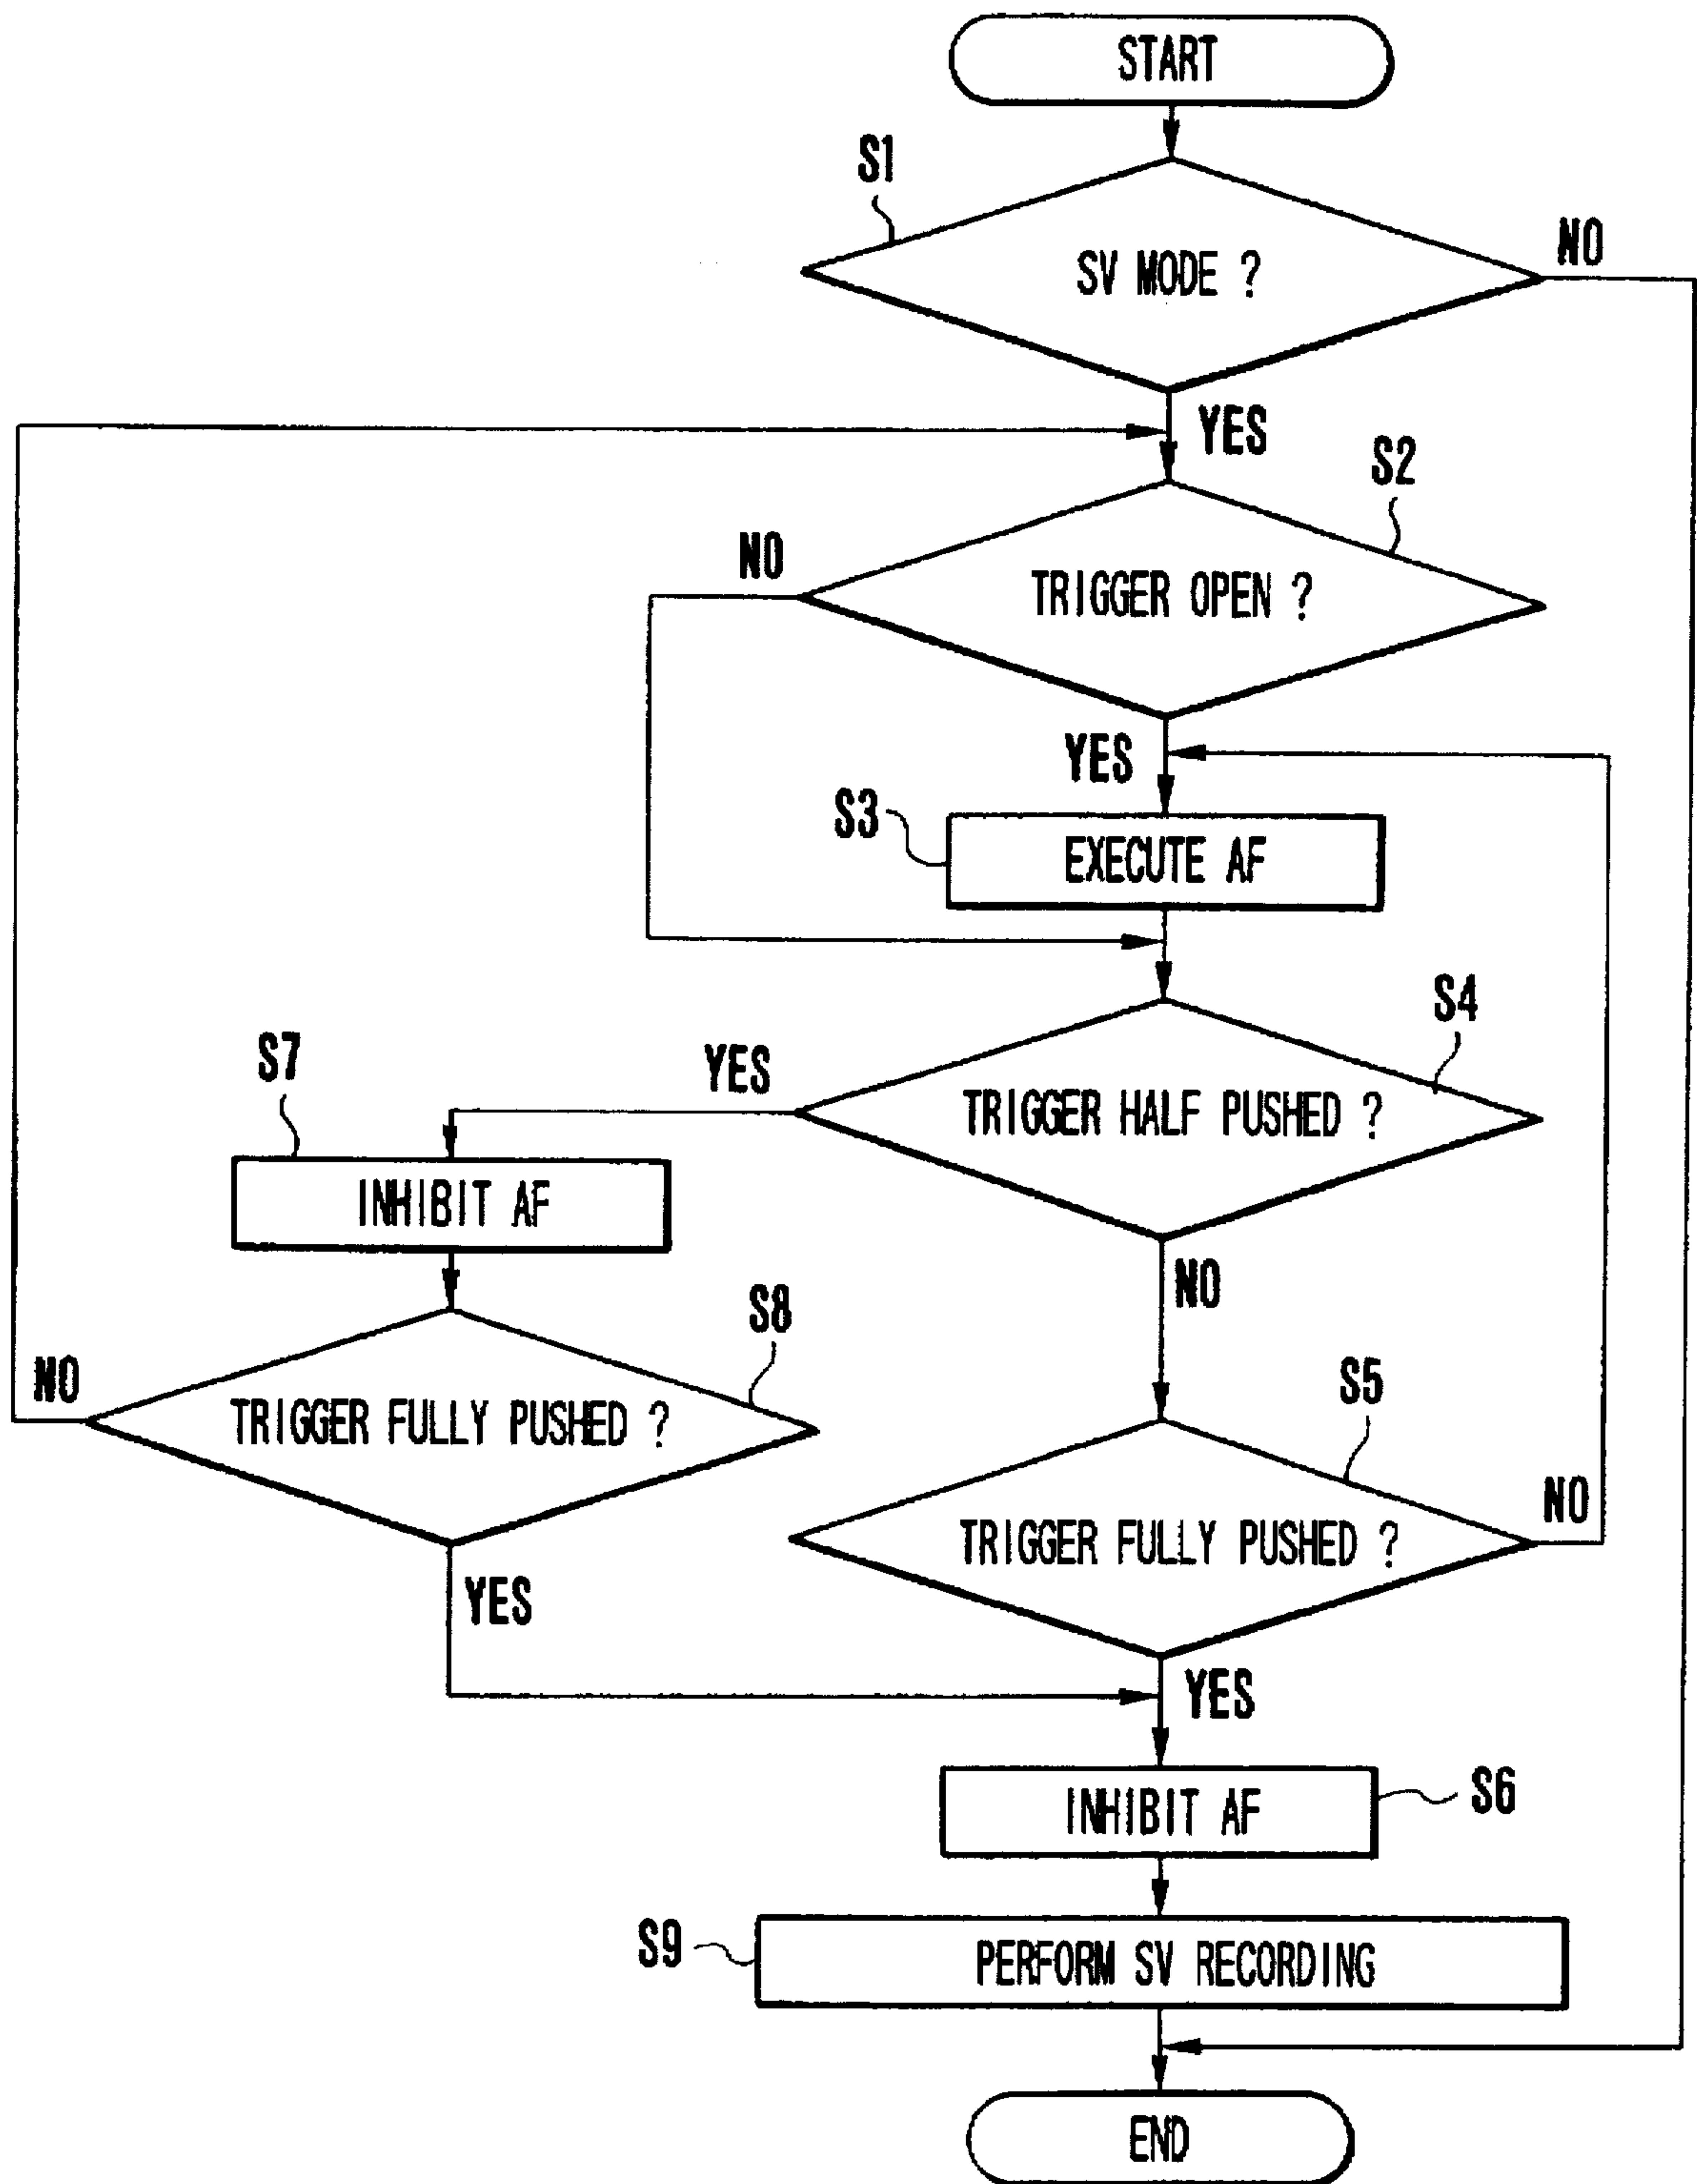 START
S1
SV MODE ?
NO
YES
S2
NO
TRIGGER OPEN ?
YES
S3
EXECUTE AF
S4
YES
TRIGGER HALF PUSHED ?
S7
INHIBIT AF
NO
S8
NO
TRIGGER FULLY PUSHED ?
S5
TRIGGER FULLY PUSHED ?
NO
YES
YES
INHIBIT AF
S6
S9
PERFORM SV RECORDING
END